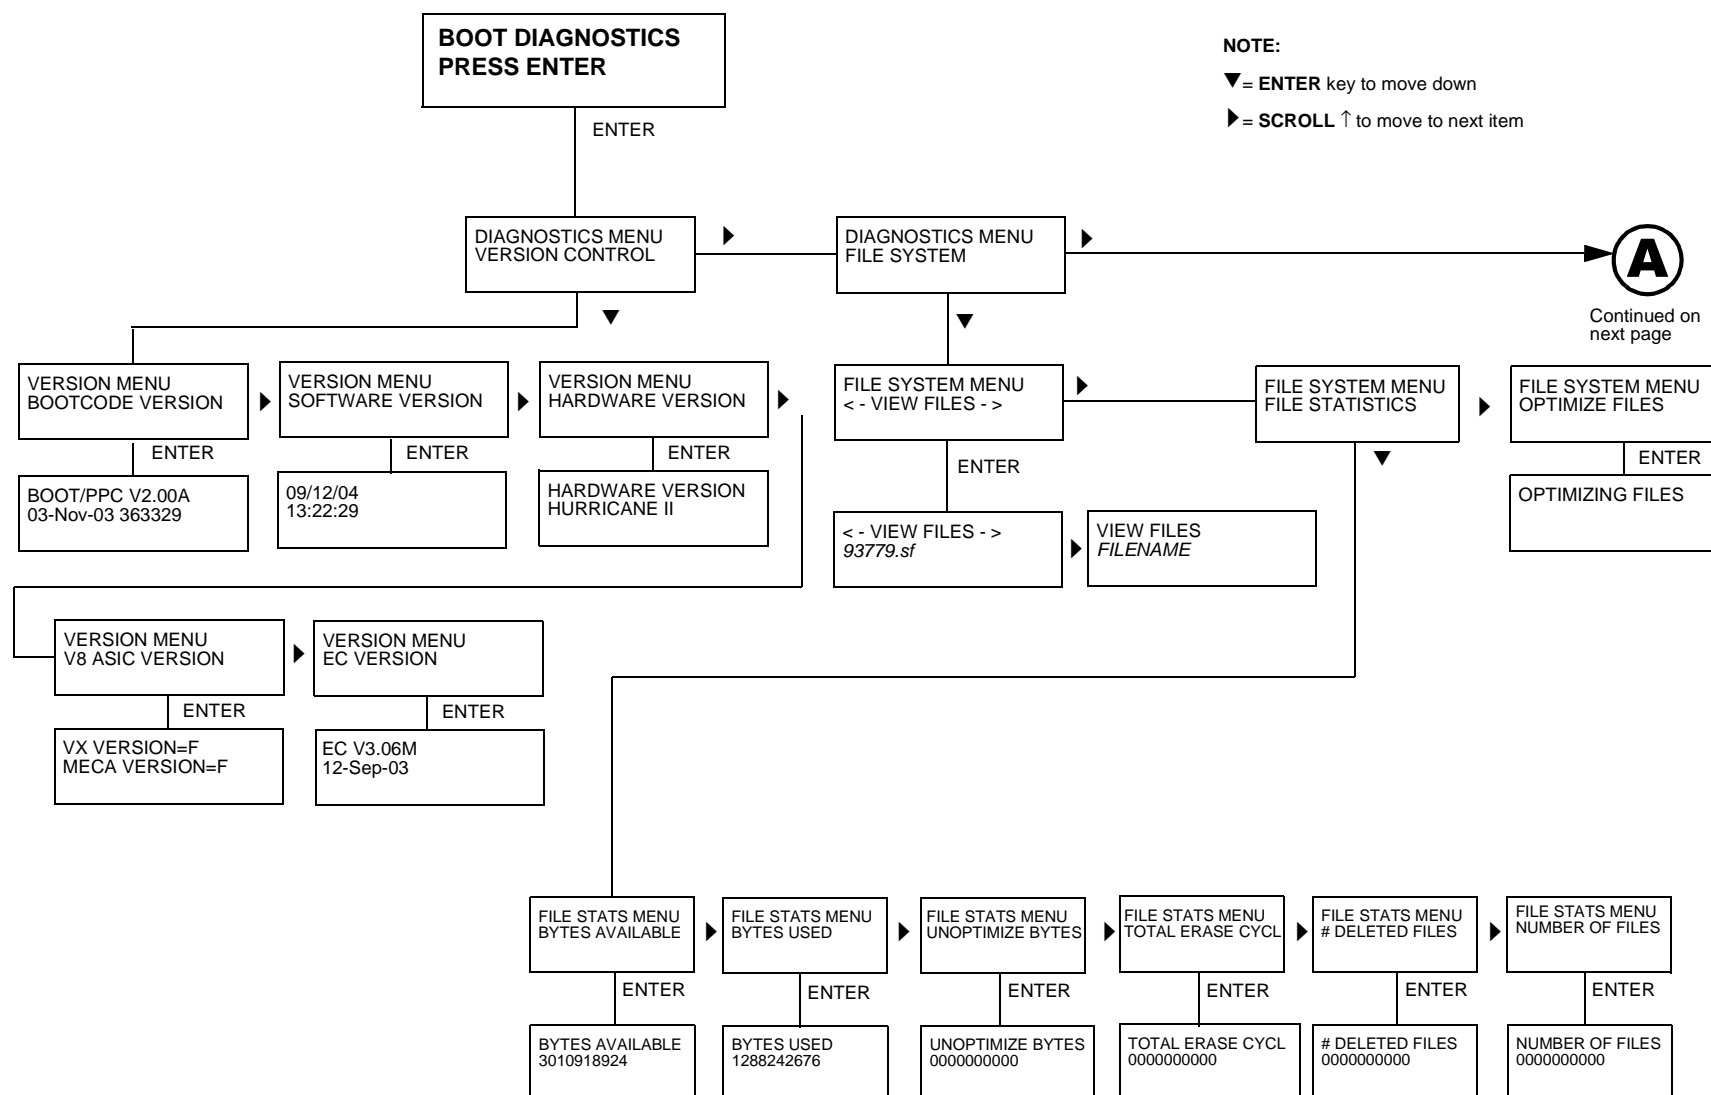 BOOT DIAGNOSTICS
PRESS ENTER
NOTE:
▼= ENTER key to move down
▶= SCROLL ↑ to move to next item
ENTER
DIAGNOSTICS MENU
VERSION CONTROL
DIAGNOSTICS MENU
FILE SYSTEM
A
Continued on
next page
VERSION MENU
BOOTCODE VERSION
VERSION MENU
SOFTWARE VERSION
VERSION MENU
HARDWARE VERSION
FILE SYSTEM MENU
< - VIEW FILES - >
FILE SYSTEM MENU
FILE STATISTICS
FILE SYSTEM MENU
OPTIMIZE FILES
ENTER
ENTER
ENTER
ENTER
ENTER
BOOT/PPC V2.00A
03-Nov-03 363329
09/12/04
13:22:29
HARDWARE VERSION
HURRICANE II
< - VIEW FILES - >
93779.sf
VIEW FILES
FILENAME
OPTIMIZING FILES
VERSION MENU
V8 ASIC VERSION
VERSION MENU
EC VERSION
ENTER
ENTER
VX VERSION=F
MECA VERSION=F
EC V3.06M
12-Sep-03
FILE STATS MENU
BYTES AVAILABLE
FILE STATS MENU
BYTES USED
FILE STATS MENU
UNOPTIMIZE BYTES
FILE STATS MENU
TOTAL ERASE CYCL
FILE STATS MENU
# DELETED FILES
FILE STATS MENU
NUMBER OF FILES
ENTER
ENTER
ENTER
ENTER
ENTER
ENTER
BYTES AVAILABLE
3010918924
BYTES USED
1288242676
UNOPTIMIZE BYTES
0000000000
TOTAL ERASE CYCL
0000000000
# DELETED FILES
0000000000
NUMBER OF FILES
0000000000